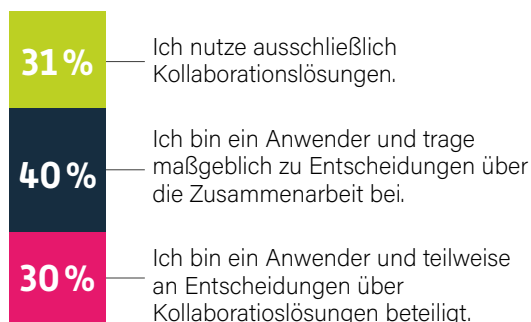 31 %
Ich nutze ausschließlich
Kollaborationslösungen.
40 %
Ich bin ein Anwender und trage
maßgeblich zu Entscheidungen über
die Zusammenarbeit bei.
30 %
Ich bin ein Anwender und teilweise
an Entscheidungen über
Kollaboratioslösungen beteiligt.